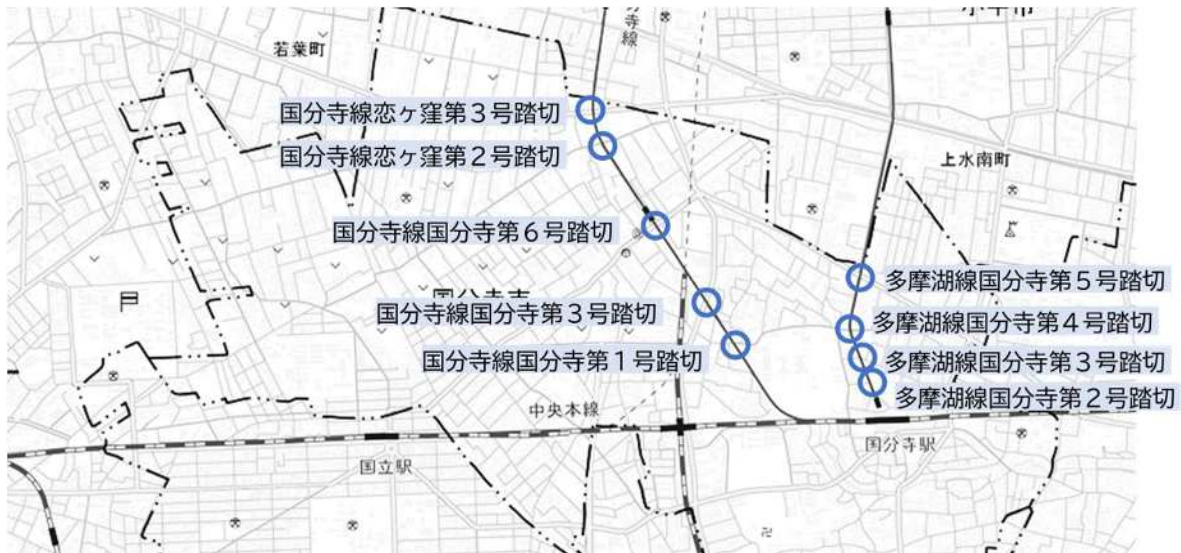 若葉町
国分寺線
国分寺線恋ヶ窪第３号踏切
国分寺線恋ヶ窪第２号踏切
上水南町
国分寺線国分寺第６号踏切
多摩湖線国分寺第５号踏切
国分寺線国分寺第３号踏切
多摩湖線国分寺第４号踏切
国分寺線国分寺第１号踏切
多摩湖線国分寺第３号踏切
多摩湖線国分寺第２号踏切
中央本線
国立駅
国分寺駅